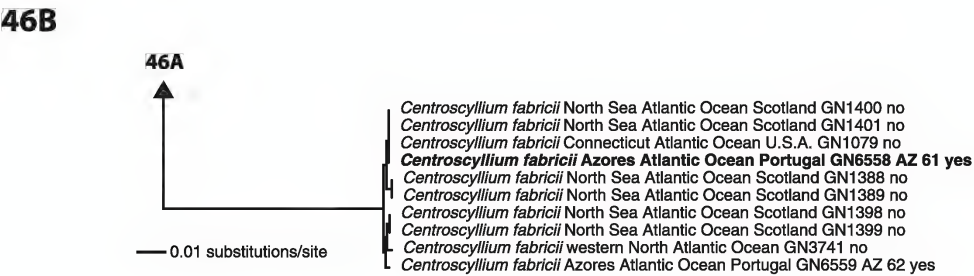 46B
46A
Centroscyllium fabricii North Sea Atlantic Ocean Scotland GN1400 no
Centroscyllium fabricii North Sea Atlantic Ocean Scotland GN1401 no
Centroscyllium fabricii Connecticut Atlantic Ocean U.S.A. GN1079 no
Centroscyllium fabricii Azores Atlantic Ocean Portugal GN6558 AZ 61 yes
Centroscyllium fabricii North Sea Atlantic Ocean Scotland GN1388 no
Centroscyllium fabricii North Sea Atlantic Ocean Scotland GN1389 no
Centroscyllium fabricii North Sea Atlantic Ocean Scotland GN1398 no
Centroscyllium fabricii North Sea Atlantic Ocean Scotland GN1399 no
Centroscyllium fabricii western North Atlantic Ocean GN3741 no
Centroscyllium fabricii Azores Atlantic Ocean Portugal GN6559 AZ 62 yes
0.01 substitutions/site